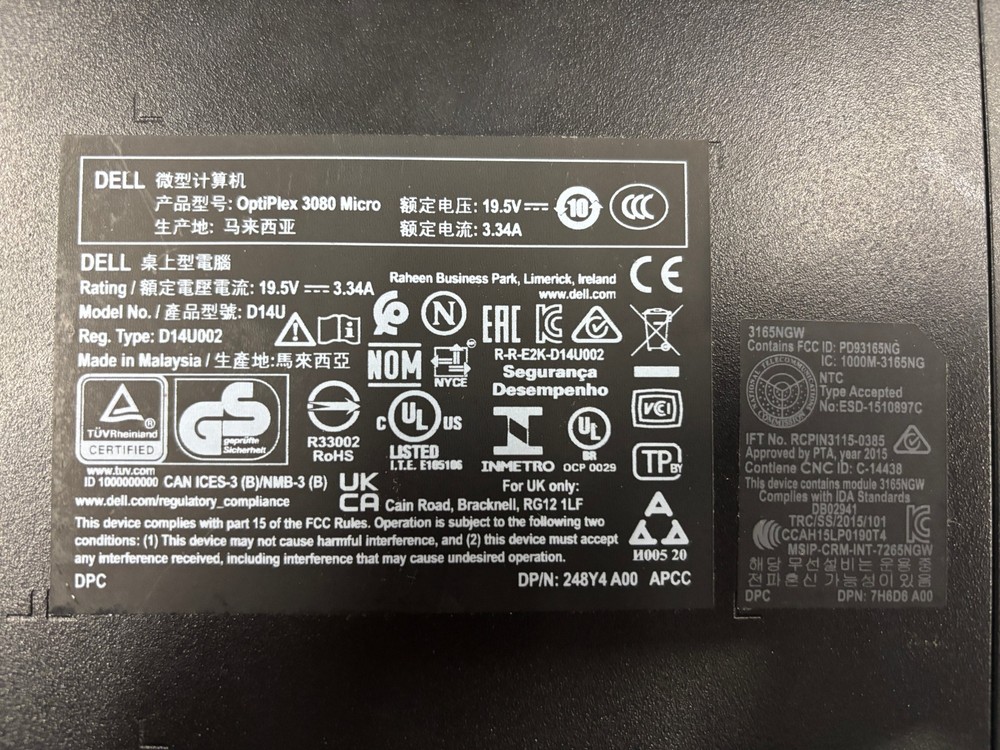 DELL 微型计算机
产品型号: OptiPlex 3080 Micro 额定电压: 19.5V 10 CCC
生产地: 马来西亚 额定电流: 3.34A
DELL 桌上型電腦
Raheen Business Park, Limerick, Ireland CE
Rating / 額定電壓電流: 19.5V 3.34A www.dell.com
Model No. / 產品型號: D14U
Reg. Type: D14U002
N EAC
Made in Malaysia / 生產地:馬來西亞
NOM NYCE
R-R-E2K-D14U002
Segurança
Desempenho
TÜVRheinland
CERTIFIED
GS
geprüfte
Sicherheit
R33002
RoHS
C UL US
LISTED
I.T.E. E105106
INMETRO
UL
BR
OCP 0029
VCI
TP BY
www.tuv.com
ID 1000000000 CAN ICES-3 (B)/NMB-3 (B)
UKCA
For UK only:
www.dell.com/regulatory_compliance Cain Road, Bracknell, RG12 1LF
This device complies with part 15 of the FCC Rules. Operation is subject to the following two
conditions: (1) This device may not cause harmful interference, and (2) this device must accept
any interference received, including interference that may cause undesired operation.
A
И005 20
DPC DP/N: 248Y4 A00 APCC
3165NGW
Contains FCC ID: PD93165NG
IC: 1000M-3165NG
NTC
Type Accepted
No:ESD-1510897C
IFT No. RCPIN3115-0385
Approved by PTA, year 2015
Contiene CNC ID: C-14438
This device contains module 3165NGW
Complies with IDA Standards
DB02941
TRC/SS/2015/101
CCAH15LP0190T4
MSIP-CRM-INT-7265NGW
해당 무선설비는 운용 중
전파혼신 가능성이 있음
DPC DPN: 7H6D6 A00